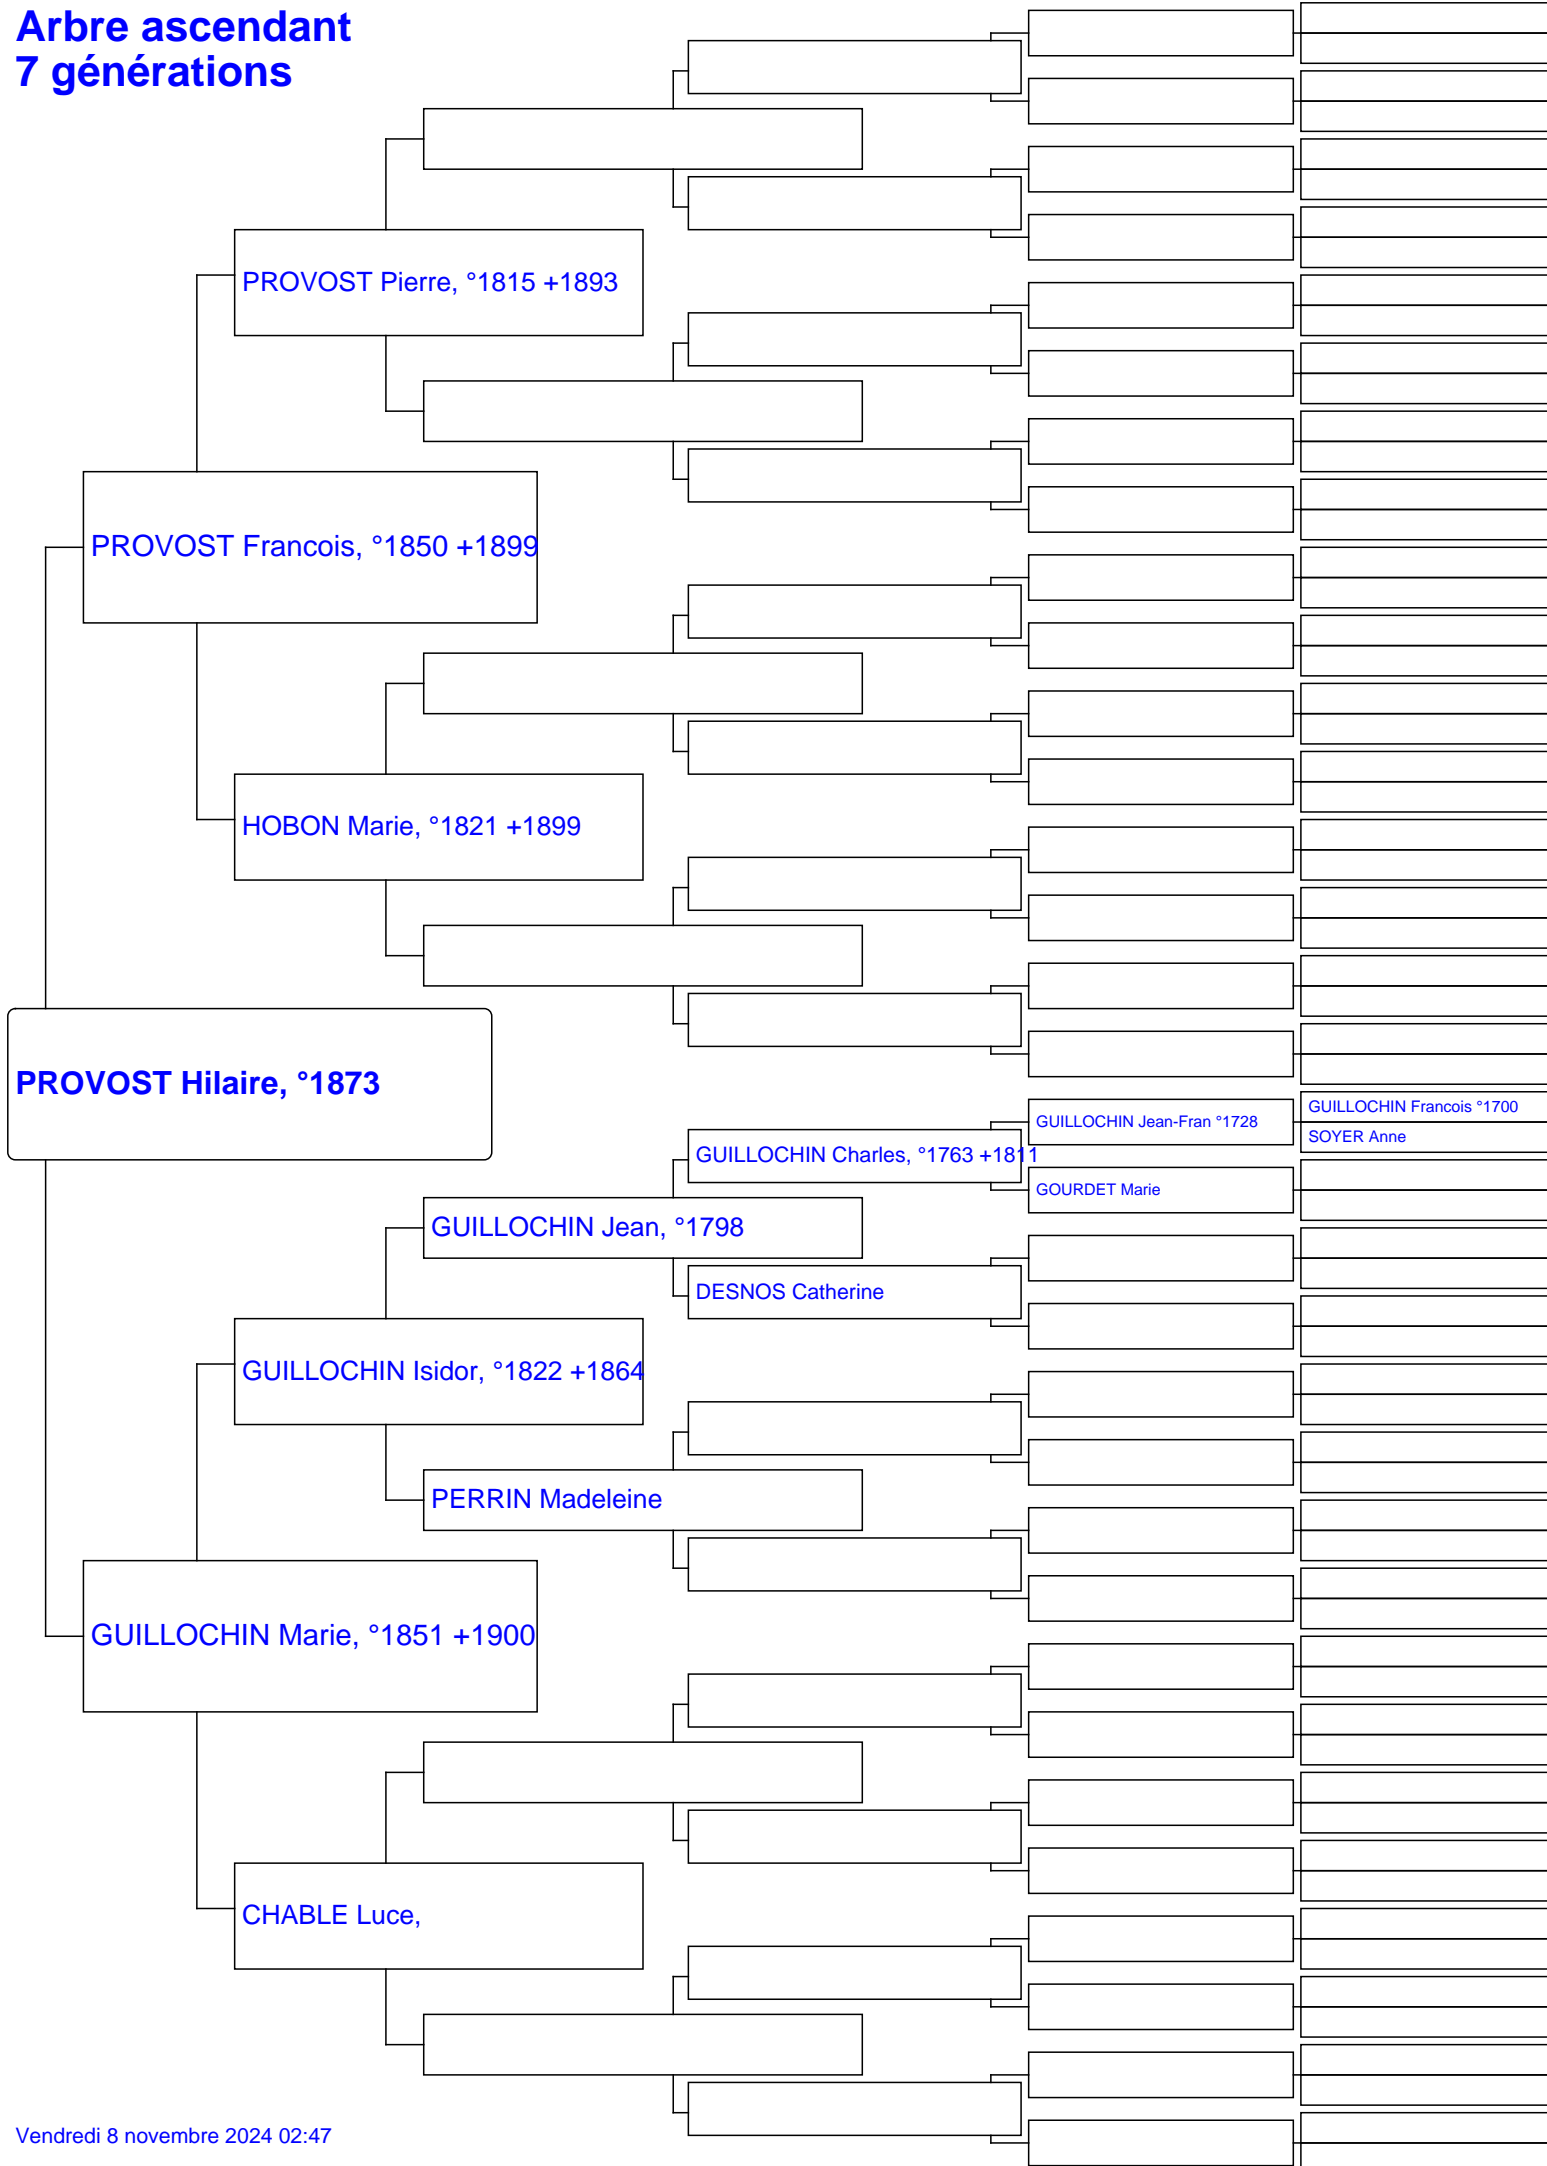 Arbre ascendant
7 générations
PROVOST Pierre, °1815 +1893
PROVOST Francois, °1850 +1899
HOBON Marie, °1821 +1899
PROVOST Hilaire, °1873
GUILLOCHIN Francois °1700
GUILLOCHIN Jean-Fran °1728
SOYER Anne
GUILLOCHIN Charles, °1763 +1811
GOURDET Marie
GUILLOCHIN Jean, °1798
DESNOS Catherine
GUILLOCHIN Isidor, °1822 +1864
PERRIN Madeleine
GUILLOCHIN Marie, °1851 +1900
CHABLE Luce,
Vendredi 8 novembre 2024 02:47